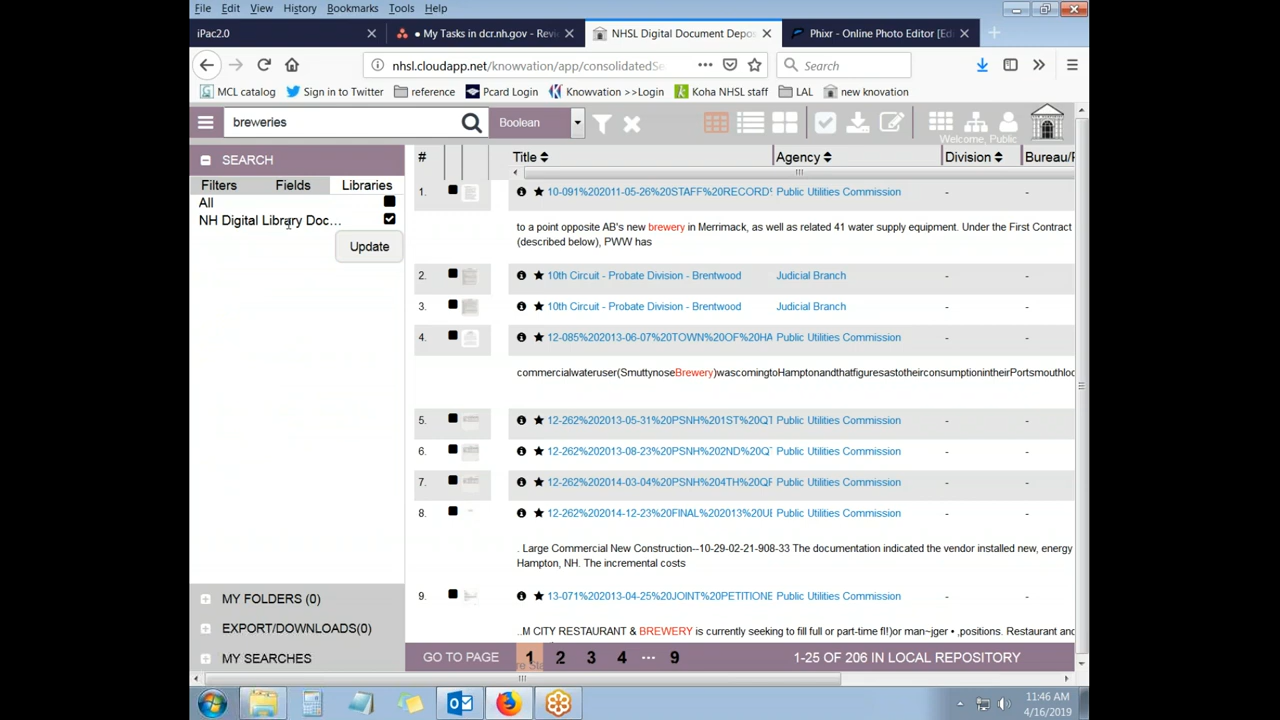 File Edit View History Bookmarks Tools Help
iPac2.0
• My Tasks in dcr.nh.gov - Revi
NHSL Digital Document Depos
Phixr - Online Photo Editor [Ed
nhsl.cloudapp.net/knowvation/app/consolidatedSe
Search
MCL catalog Sign in to Twitter reference Pcard Login Knowvation >>Login Koha NHSL staff LAL new knovation
breweries
Boolean
Welcome, Public
SEARCH
Filters Fields Libraries
All
NH Digital Library Doc...
Update
MY FOLDERS (0)
EXPORT/DOWNLOADS(0)
MY SEARCHES
# Title Agency Division Bureau/
1. 10-091%202011-05-26%20STAFF%20RECORD Public Utilities Commission - -
to a point opposite AB's new brewery in Merrimack, as well as related 41 water supply equipment. Under the First Contract
(described below), PWW has
2. 10th Circuit - Probate Division - Brentwood Judicial Branch
3. 10th Circuit - Probate Division - Brentwood Judicial Branch
4. 12-085%202013-06-07%20TOWN%20OF%20HA Public Utilities Commission - -
commercialwateruser(SmuttynoseBrewery)wascomingtoHamptonandthatfiguresastotheirconsumptionintheirPortsmouthloc
5. 12-262%202013-05-31%20PSNH%201ST%20QT Public Utilities Commission - -
6. 12-262%202013-08-23%20PSNH%202ND%20Q Public Utilities Commission - -
7. 12-262%202014-03-04%20PSNH%204TH%20QF Public Utilities Commission - -
8. 12-262%202014-12-23%20FINAL%202013%20UE Public Utilities Commission - -
. Large Commercial New Construction--10-29-02-21-908-33 The documentation indicated the vendor installed new, energy
Hampton, NH. The incremental costs
9. 13-071%202013-04-25%20JOINT%20PETITIONE Public Utilities Commission - -
..M CITY RESTAURANT & BREWERY is currently seeking to fill full or part-time fl!)or man~jger • ,positions. Restaurant and
GO TO PAGE 1 2 3 4 ... 9 1-25 OF 206 IN LOCAL REPOSITORY
11:46 AM
4/16/2019